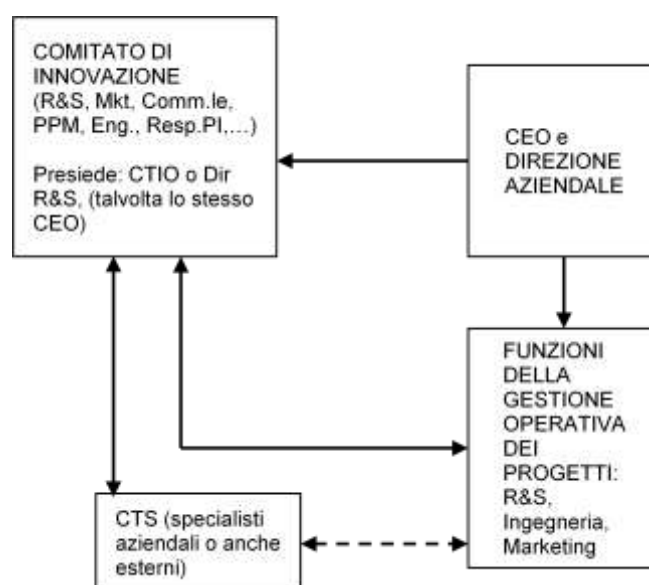 COMITATO DI
INNOVAZIONE
(R&S, Mkt, Comm.le,
PPM, Eng., Resp.PI,...)
Presiede: CTIO o Dir
R&S, (talvolta lo stesso
CEO)
CEO e
DIREZIONE
AZIENDALE
FUNZIONI
DELLA
GESTIONE
OPERATIVA
DEI
PROGETTI:
R&S,
Ingegneria,
Marketing
CTS (specialisti
aziendali o anche
esterni)